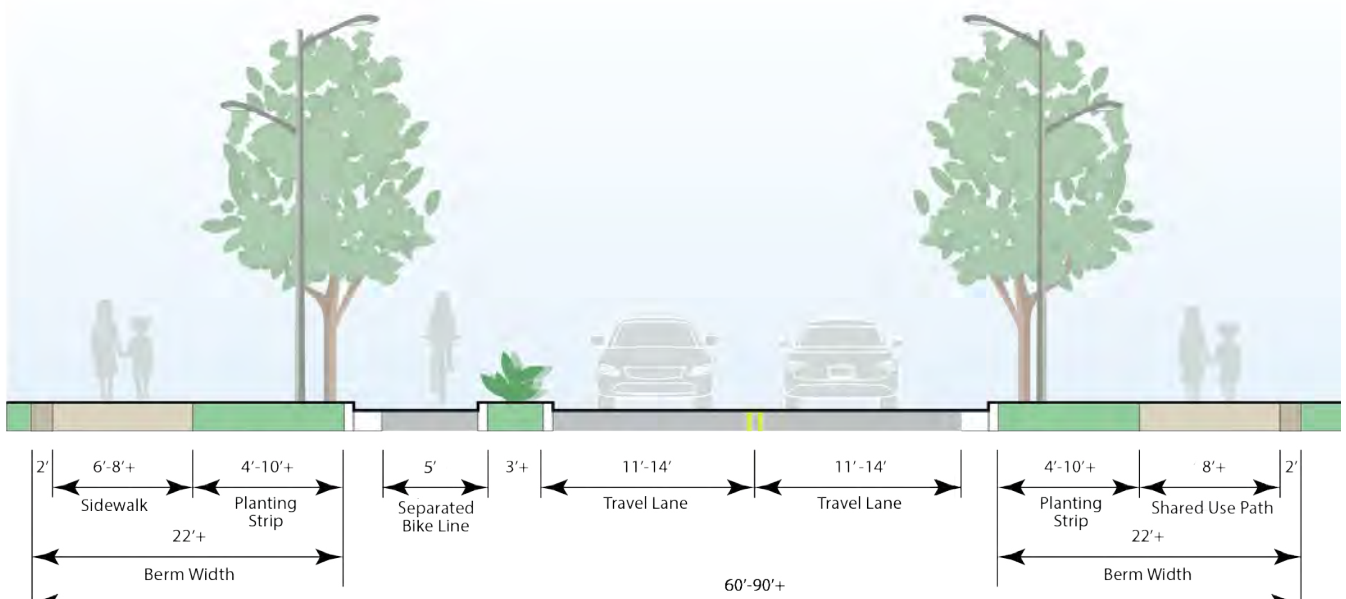 2' 6'-8'+ 4'-10'+ 5' 3'+ 11'-14' 11'-14' 4'-10'+ 8'+ 2'
Sidewalk
Planting
Strip
Separated
Bike Line
Travel Lane
Travel Lane
Planting
Strip
Shared Use Path
22'+
Berm Width
22'+
Berm Width
60'-90'+